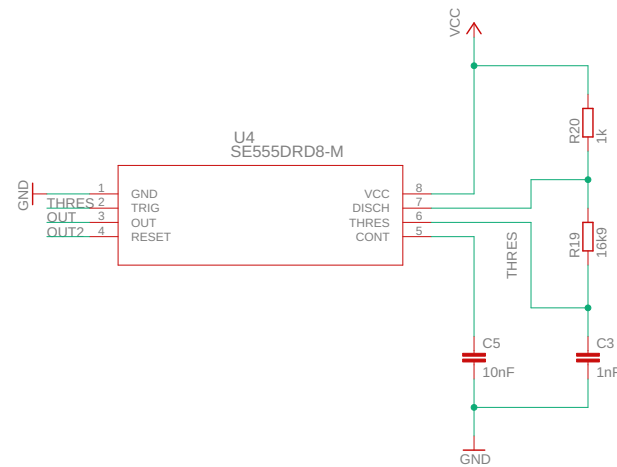 VCC
U4
SE555DRD8-M
R20
1k
GND
1
GND
VCC
8
THRES
2
TRIG
DISCH
7
OUT
3
OUT
THRES
6
OUT2
4
RESET
CONT
5
THRES
R19
16k9
C5
10nF
C3
1nF
GND